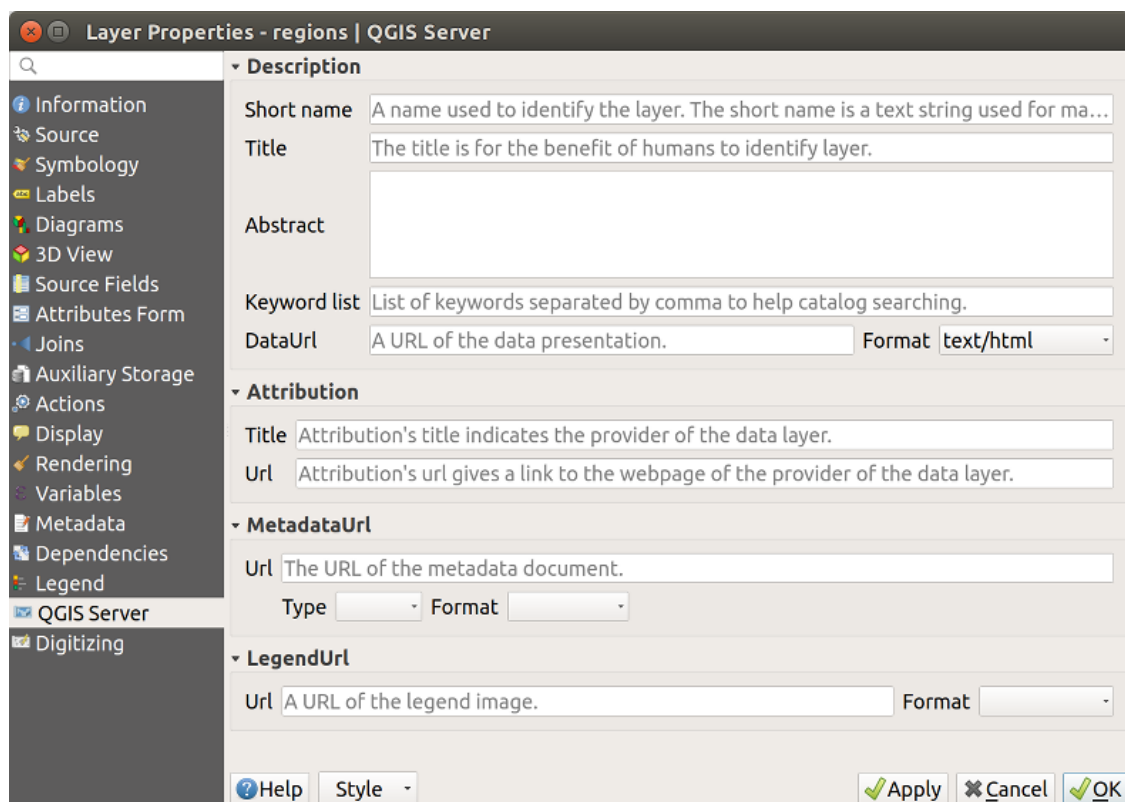 Layer Properties - regions | QGIS Server
Information
Source
Symbology
Labels
Diagrams
3D View
Source Fields
Attributes Form
Joins
Auxiliary Storage
Actions
Display
Rendering
Variables
Metadata
Dependencies
Legend
QGIS Server
Digitizing
Description
Short name A name used to identify the layer. The short name is a text string used for ma...
Title The title is for the benefit of humans to identify layer.
Abstract
Keyword list List of keywords separated by comma to help catalog searching.
DataUrl A URL of the data presentation. Format text/html
Attribution
Title Attribution's title indicates the provider of the data layer.
Url Attribution's url gives a link to the webpage of the provider of the data layer.
MetadataUrl
Url The URL of the metadata document.
Type Format
LegendUrl
Url A URL of the legend image. Format
Help Style Apply Cancel OK